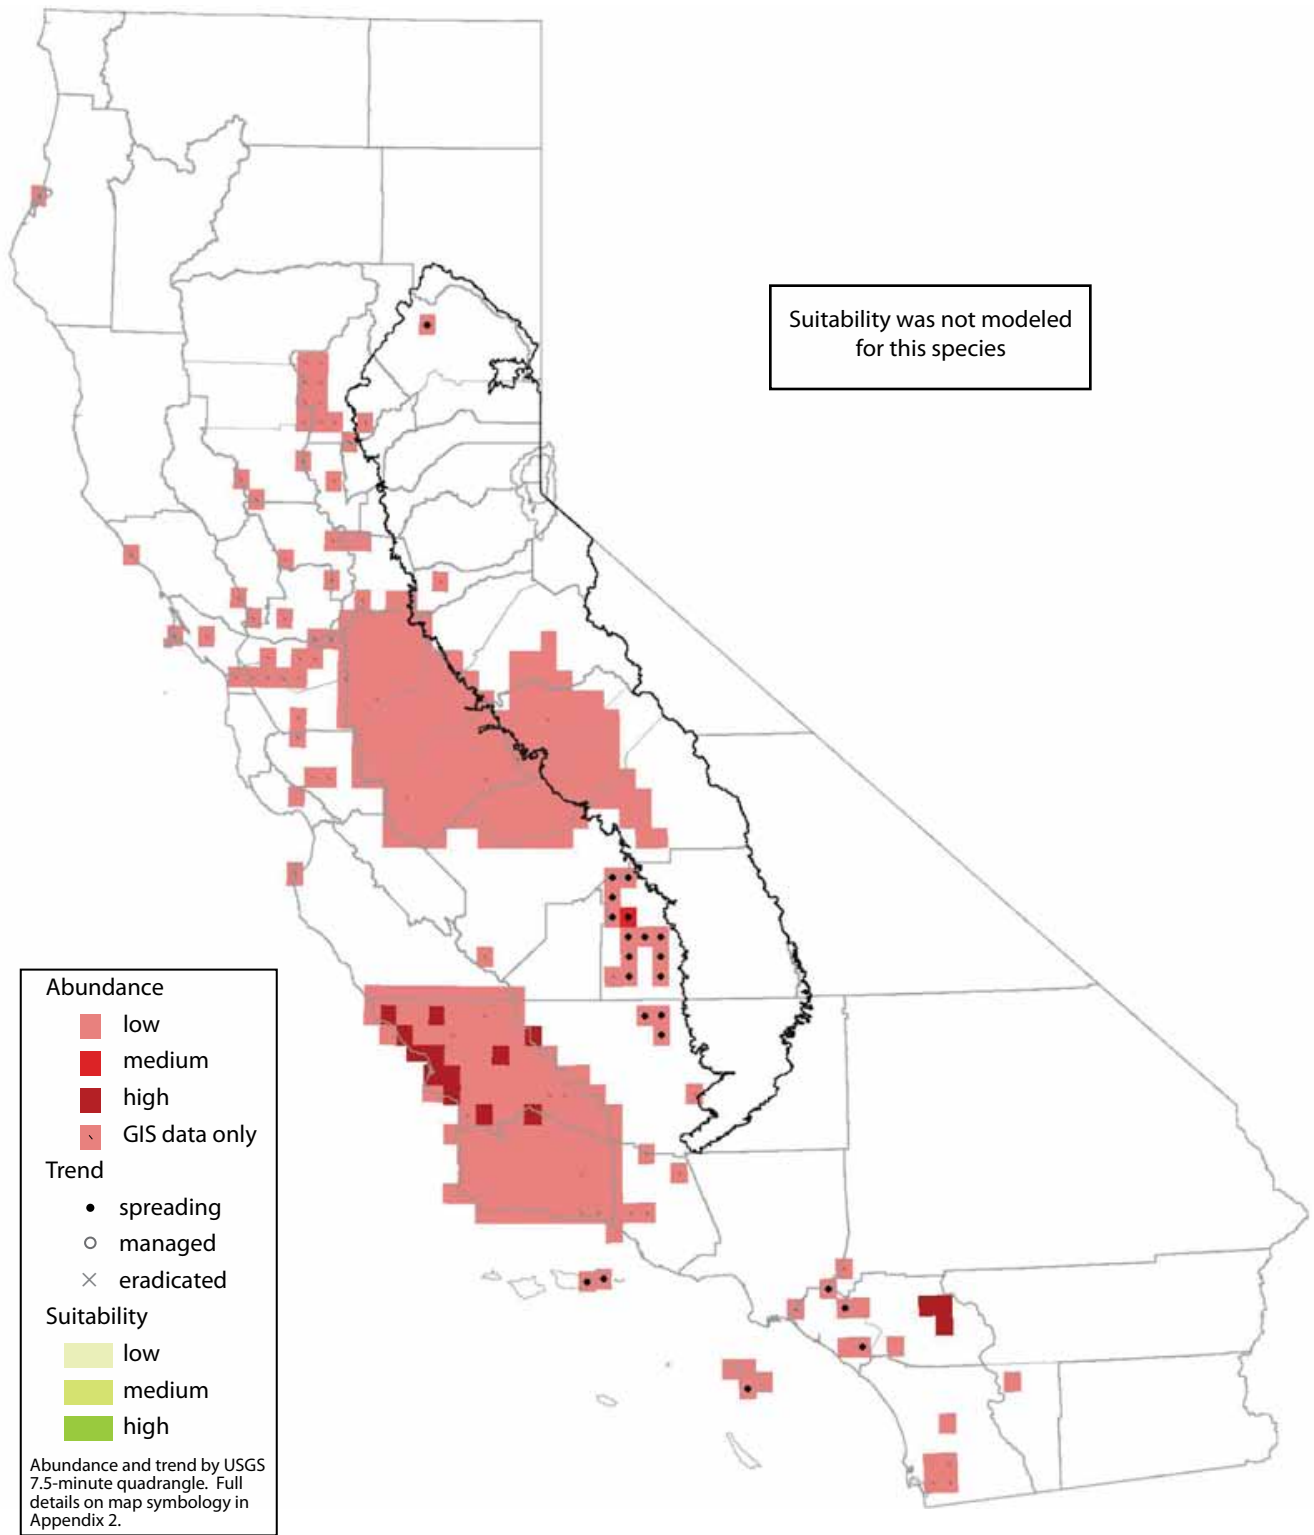 Suitability was not modeled
for this species
Abundance
low
medium
high
GIS data only
Trend
spreading
managed
eradicated
Suitability
low
medium
high
Abundance and trend by USGS
7.5-minute quadrangle. Full
details on map symbology in
Appendix 2.